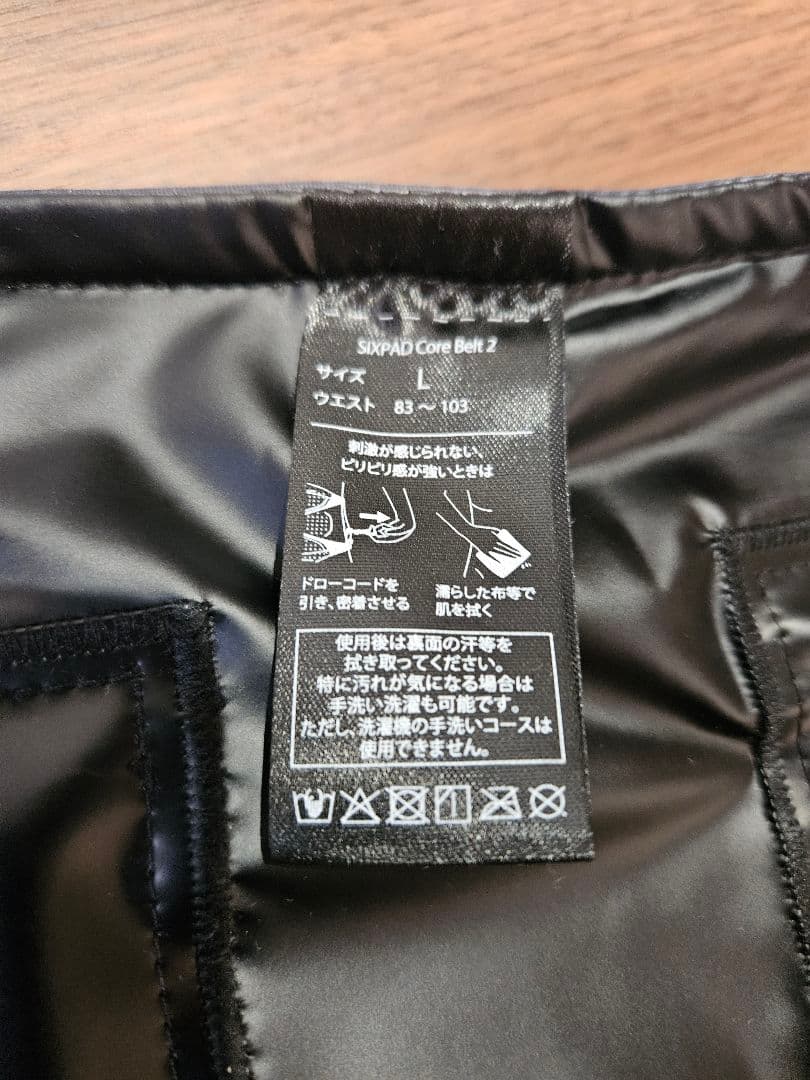 SIXPAD Core Belt 2
サイズ L
ウエスト 83～103
刺激が感じられない、
ピリピリ感が強いときは
ドローコードを
引き、密着させる
濡らした布等で
肌を拭く
使用後は裏面の汗等を
拭き取ってください。
特に汚れが気になる場合は
手洗い洗濯も可能です。
ただし、洗濯機の手洗いコースは
使用できません。